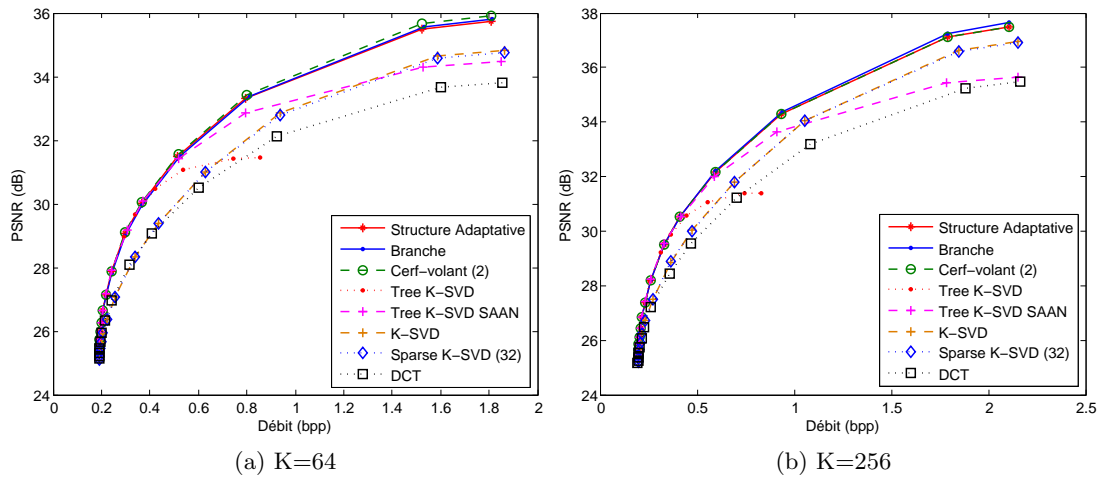 36
34
32
30
28
26
24
PSNR (dB)
0
0.2
0.4
0.6
0.8
1
1.2
1.4
1.6
1.8
2
Débit (bpp)
Structure Adaptative
Branche
Cerf−volant (2)
Tree K−SVD
Tree K−SVD SAAN
K−SVD
Sparse K−SVD (32)
DCT
(a) K=64
38
36
34
32
30
28
26
24
PSNR (dB)
0
0.5
1
1.5
2
2.5
Débit (bpp)
Structure Adaptative
Branche
Cerf−volant (2)
Tree K−SVD
Tree K−SVD SAAN
K−SVD
Sparse K−SVD (32)
DCT
(b) K=256